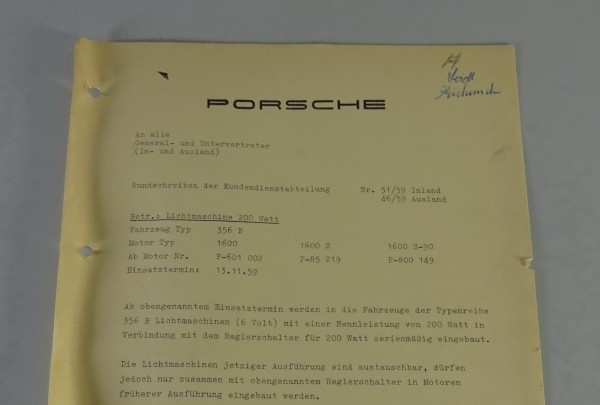 PORSCHE
An alle
General- und Untervertreter
(In- und Ausland)
Rundschreiben der Kundendienstabteilung Nr. 51/59 Inland
46/59 Ausland
Betr.: Lichtmaschine 200 Watt
Fahrzeug Typ 356 B
Motor Typ 1600 1600 S 1600 S-90
Ab Motor Nr. P-601 002 P-85 219 P-800 149
Einsatztermin: 13.11.59
Ab obengenanntem Einsatztermin werden in die Fahrzeuge der Typenreihe
356 B Lichtmaschinen (6 Volt) mit einer Nennleistung von 200 Watt in
Verbindung mit dem Reglerschalter für 200 Watt serienmäßig eingebaut.
Die Lichtmaschinen jetziger Ausführung sind austauschbar, dürfen
jedoch nur zusammen mit obengenanntem Reglerschalter in Motoren
früherer Ausführung eingebaut werden.